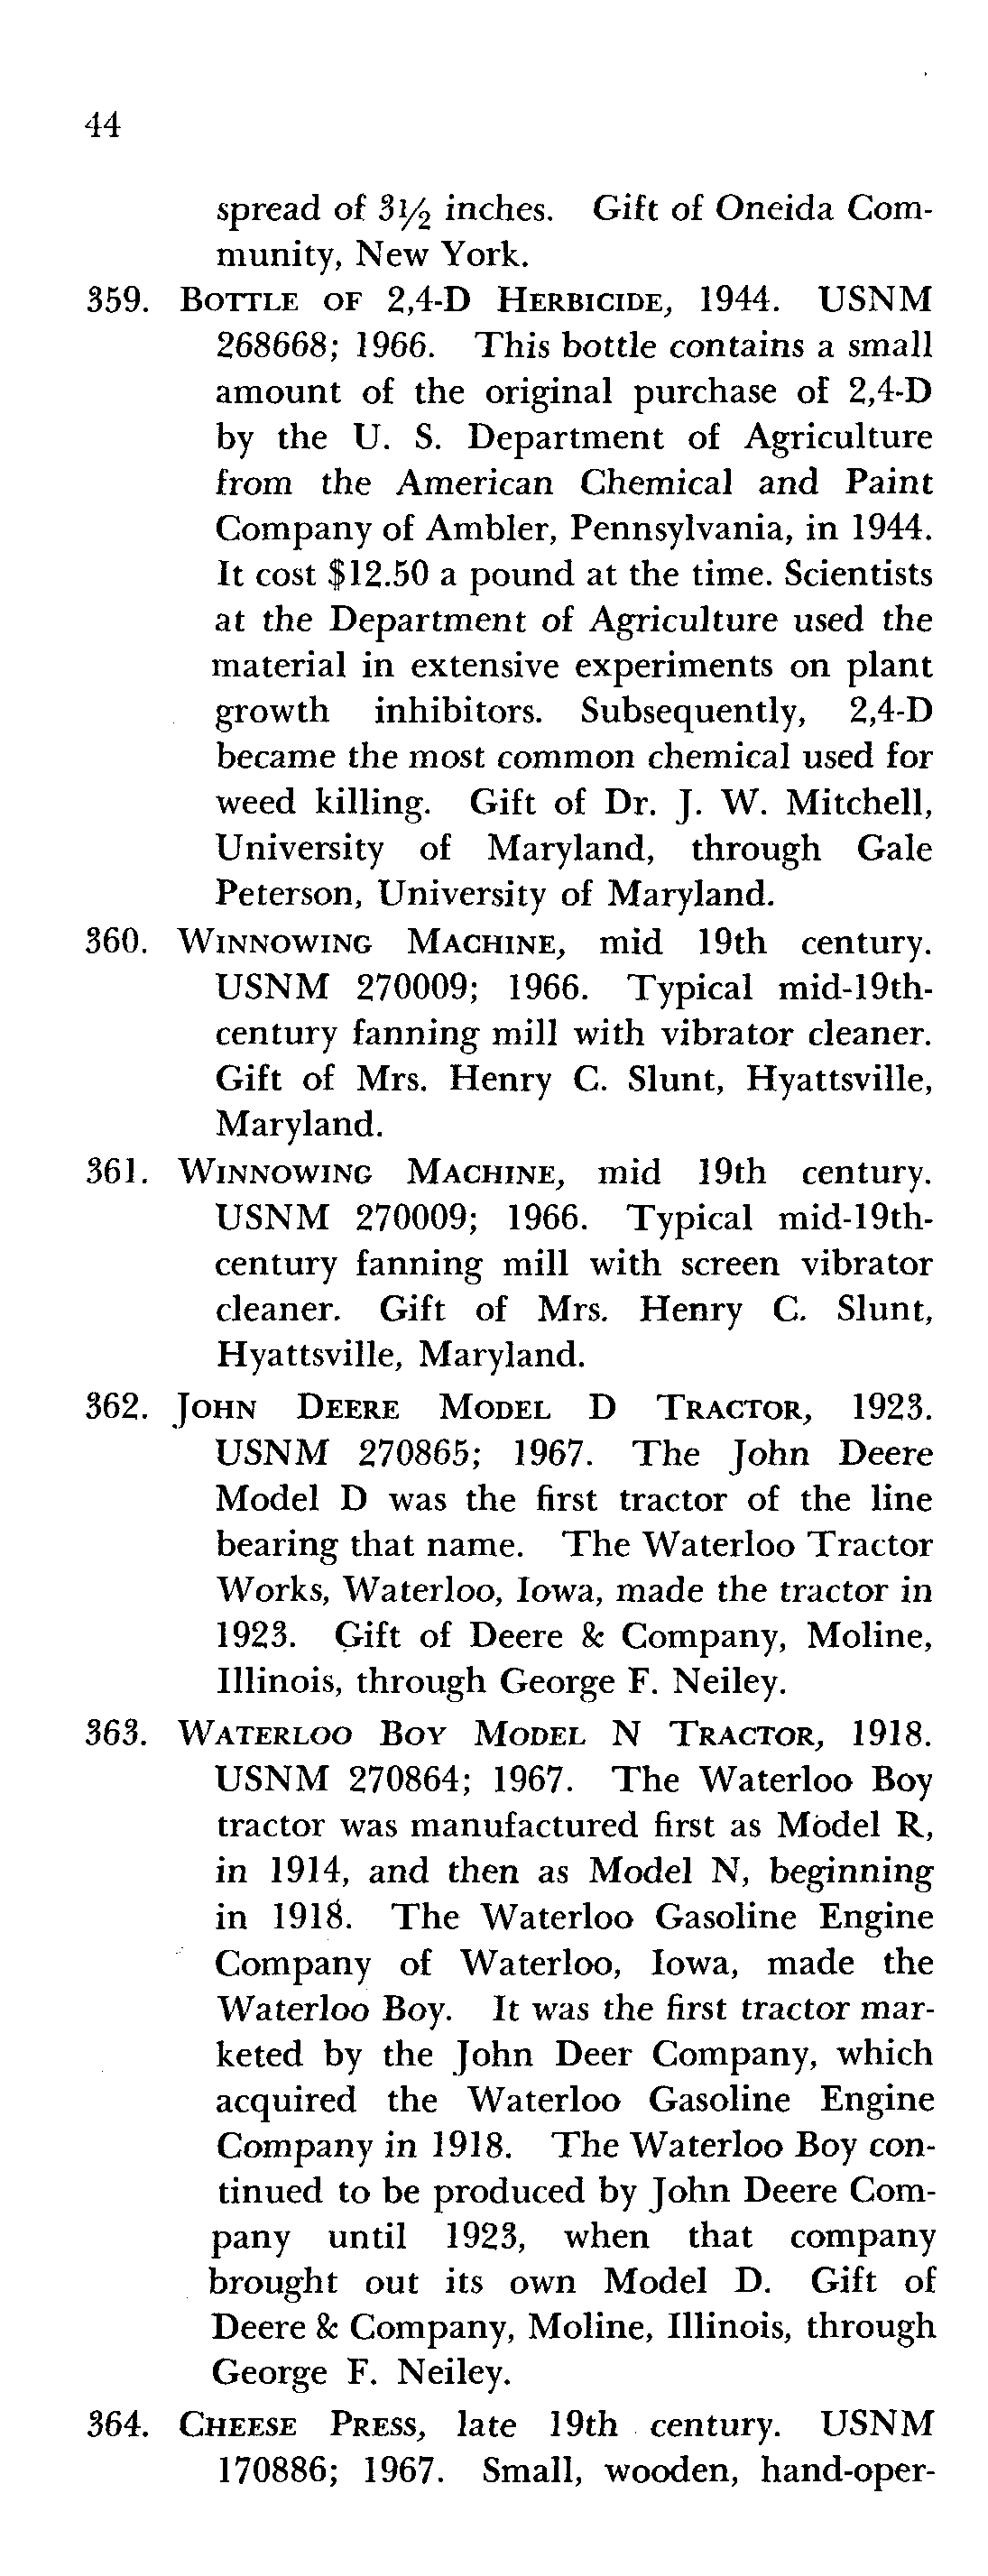 44
spread of 3½ inches. Gift of Oneida Com-
munity, New York.
359. BOTTLE OF 2,4-D HERBICIDE, 1944. USNM
268668; 1966. This bottle contains a small
amount of the original purchase of 2,4-D
by the U. S. Department of Agriculture
from the American Chemical and Paint
Company of Ambler, Pennsylvania, in 1944.
It cost $12.50 a pound at the time. Scientists
at the Department of Agriculture used the
material in extensive experiments on plant
growth inhibitors. Subsequently, 2,4-D
became the most common chemical used for
weed killing. Gift of Dr. J. W. Mitchell,
University of Maryland, through Gale
Peterson, University of Maryland.
360. WINNOWING MACHINE, mid 19th century.
USNM 270009; 1966. Typical mid-19th-
century fanning mill with vibrator cleaner.
Gift of Mrs. Henry C. Slunt, Hyattsville,
Maryland.
361. WINNOWING MACHINE, mid 19th century.
USNM 270009; 1966. Typical mid-19th-
century fanning mill with screen vibrator
cleaner. Gift of Mrs. Henry C. Slunt,
Hyattsville, Maryland.
362. JOHN DEERE MODEL D TRACTOR, 1923.
USNM 270865; 1967. The John Deere
Model D was the first tractor of the line
bearing that name. The Waterloo Tractor
Works, Waterloo, Iowa, made the tractor in
1923. Gift of Deere & Company, Moline,
Illinois, through George F. Neiley.
363. WATERLOO BOY MODEL N TRACTOR, 1918.
USNM 270864; 1967. The Waterloo Boy
tractor was manufactured first as Model R,
in 1914, and then as Model N, beginning
in 1918. The Waterloo Gasoline Engine
Company of Waterloo, Iowa, made the
Waterloo Boy. It was the first tractor mar-
keted by the John Deer Company, which
acquired the Waterloo Gasoline Engine
Company in 1918. The Waterloo Boy con-
tinued to be produced by John Deere Com-
pany until 1923, when that company
brought out its own Model D. Gift of
Deere & Company, Moline, Illinois, through
George F. Neiley.
364. CHEESE PRESS, late 19th century. USNM
170886; 1967. Small, wooden, hand-oper-